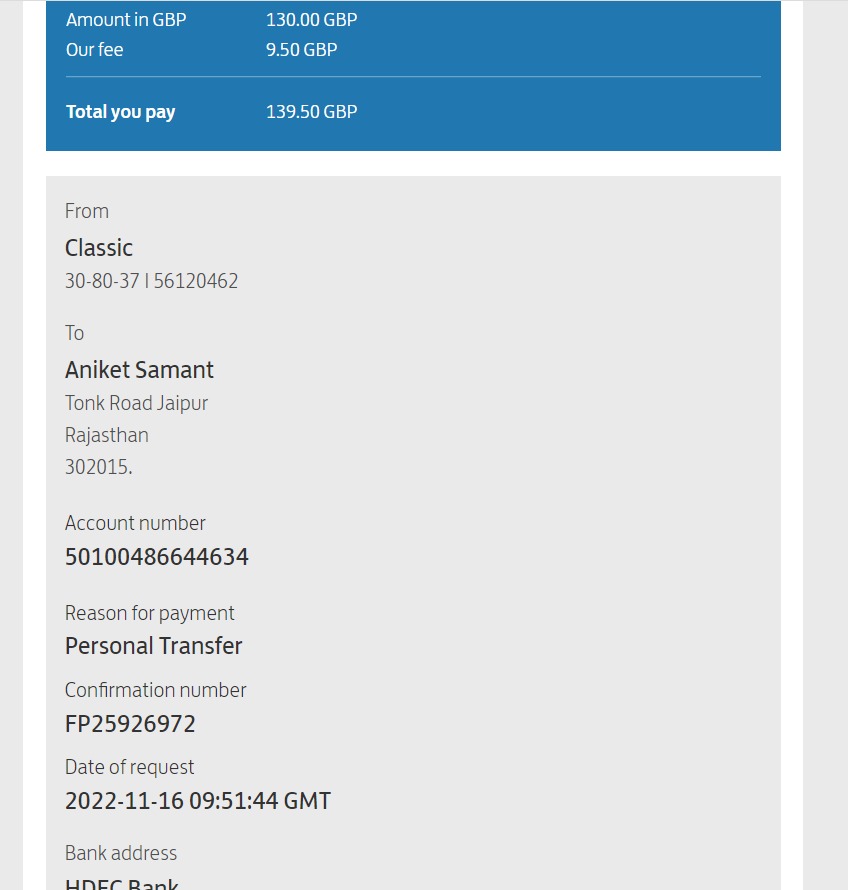 Amount in GBP 130.00 GBP
Our fee 9.50 GBP
Total you pay 139.50 GBP
From
Classic
30-80-37 | 56120462
To
Aniket Samant
Tonk Road Jaipur
Rajasthan
302015.
Account number
50100486644634
Reason for payment
Personal Transfer
Confirmation number
FP25926972
Date of request
2022-11-16 09:51:44 GMT
Bank address
HDFC Bank